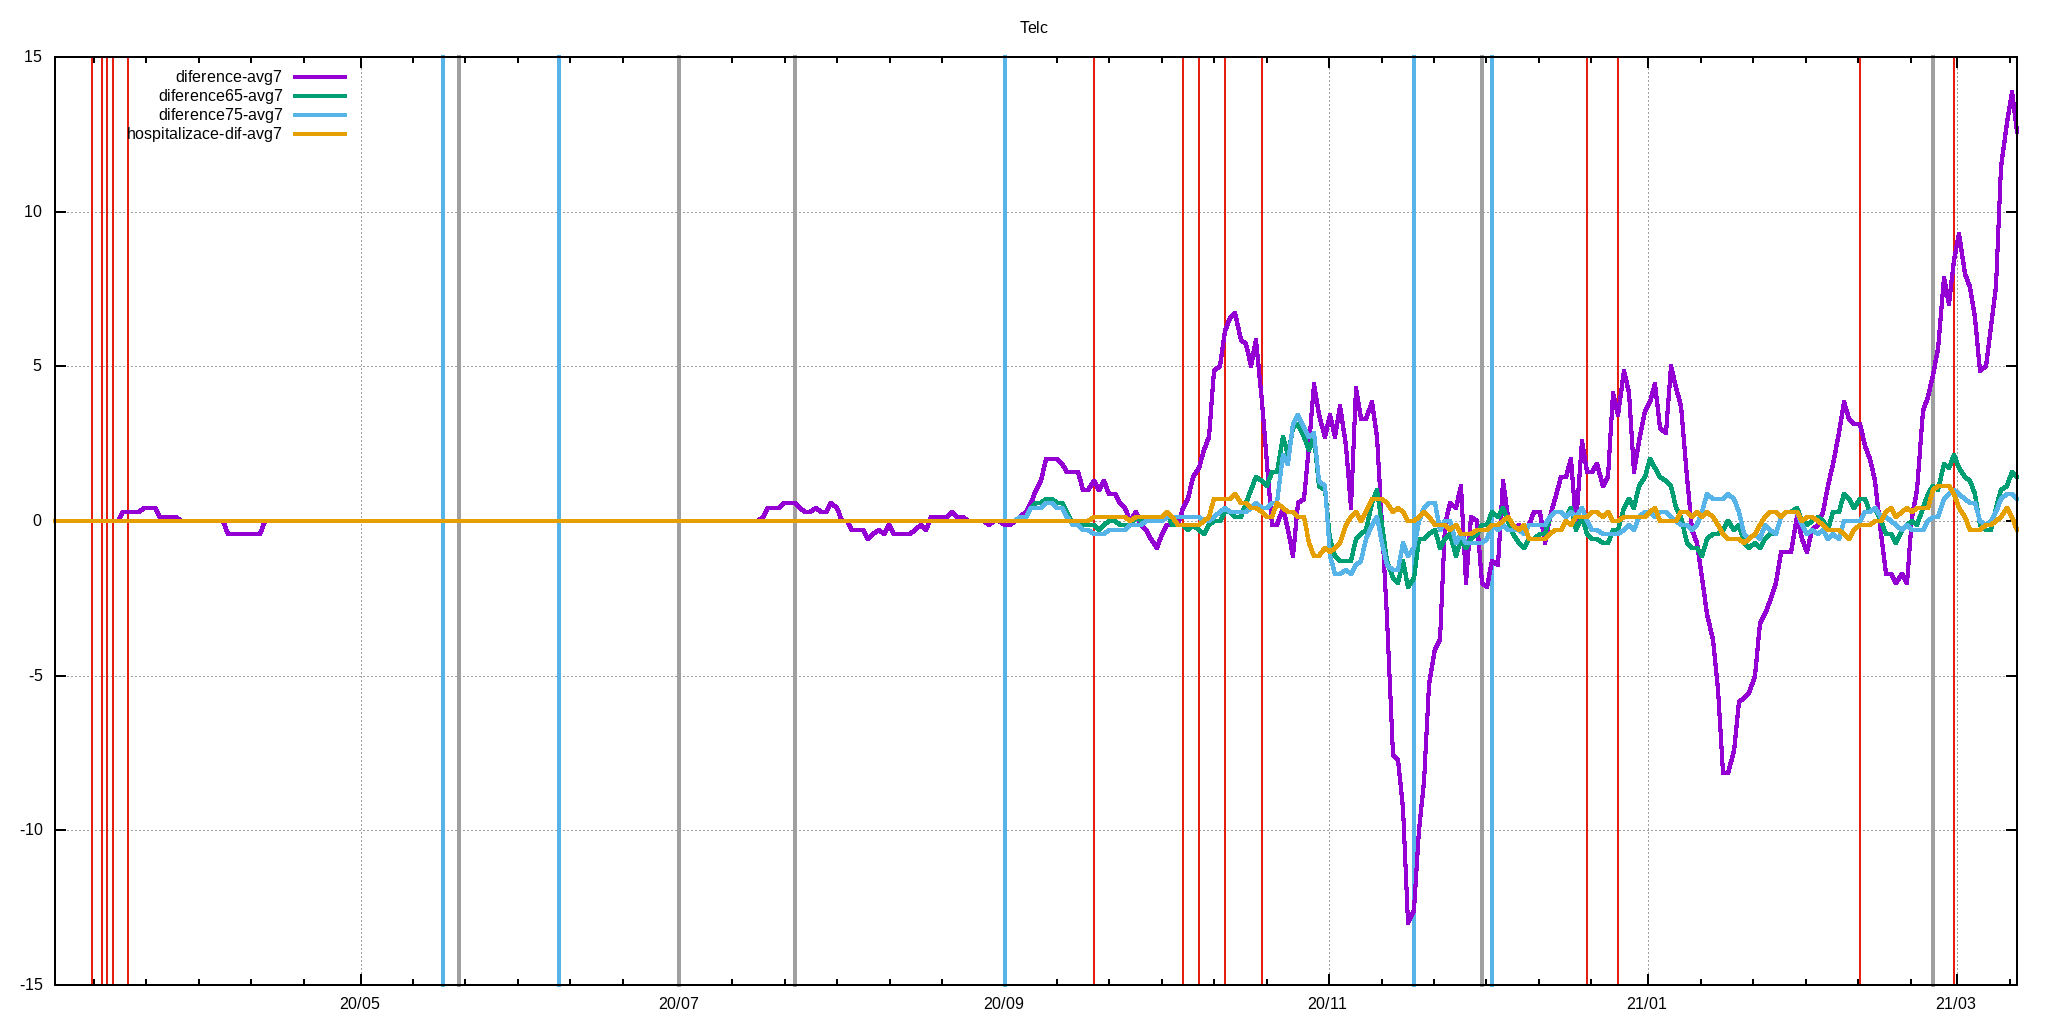 Telc
15
10
5
0
-5
-10
-15
diference-avg7
diference65-avg7
diference75-avg7
hospitalizace-dif-avg7
20/05 20/07 20/09 20/11 21/01 21/03